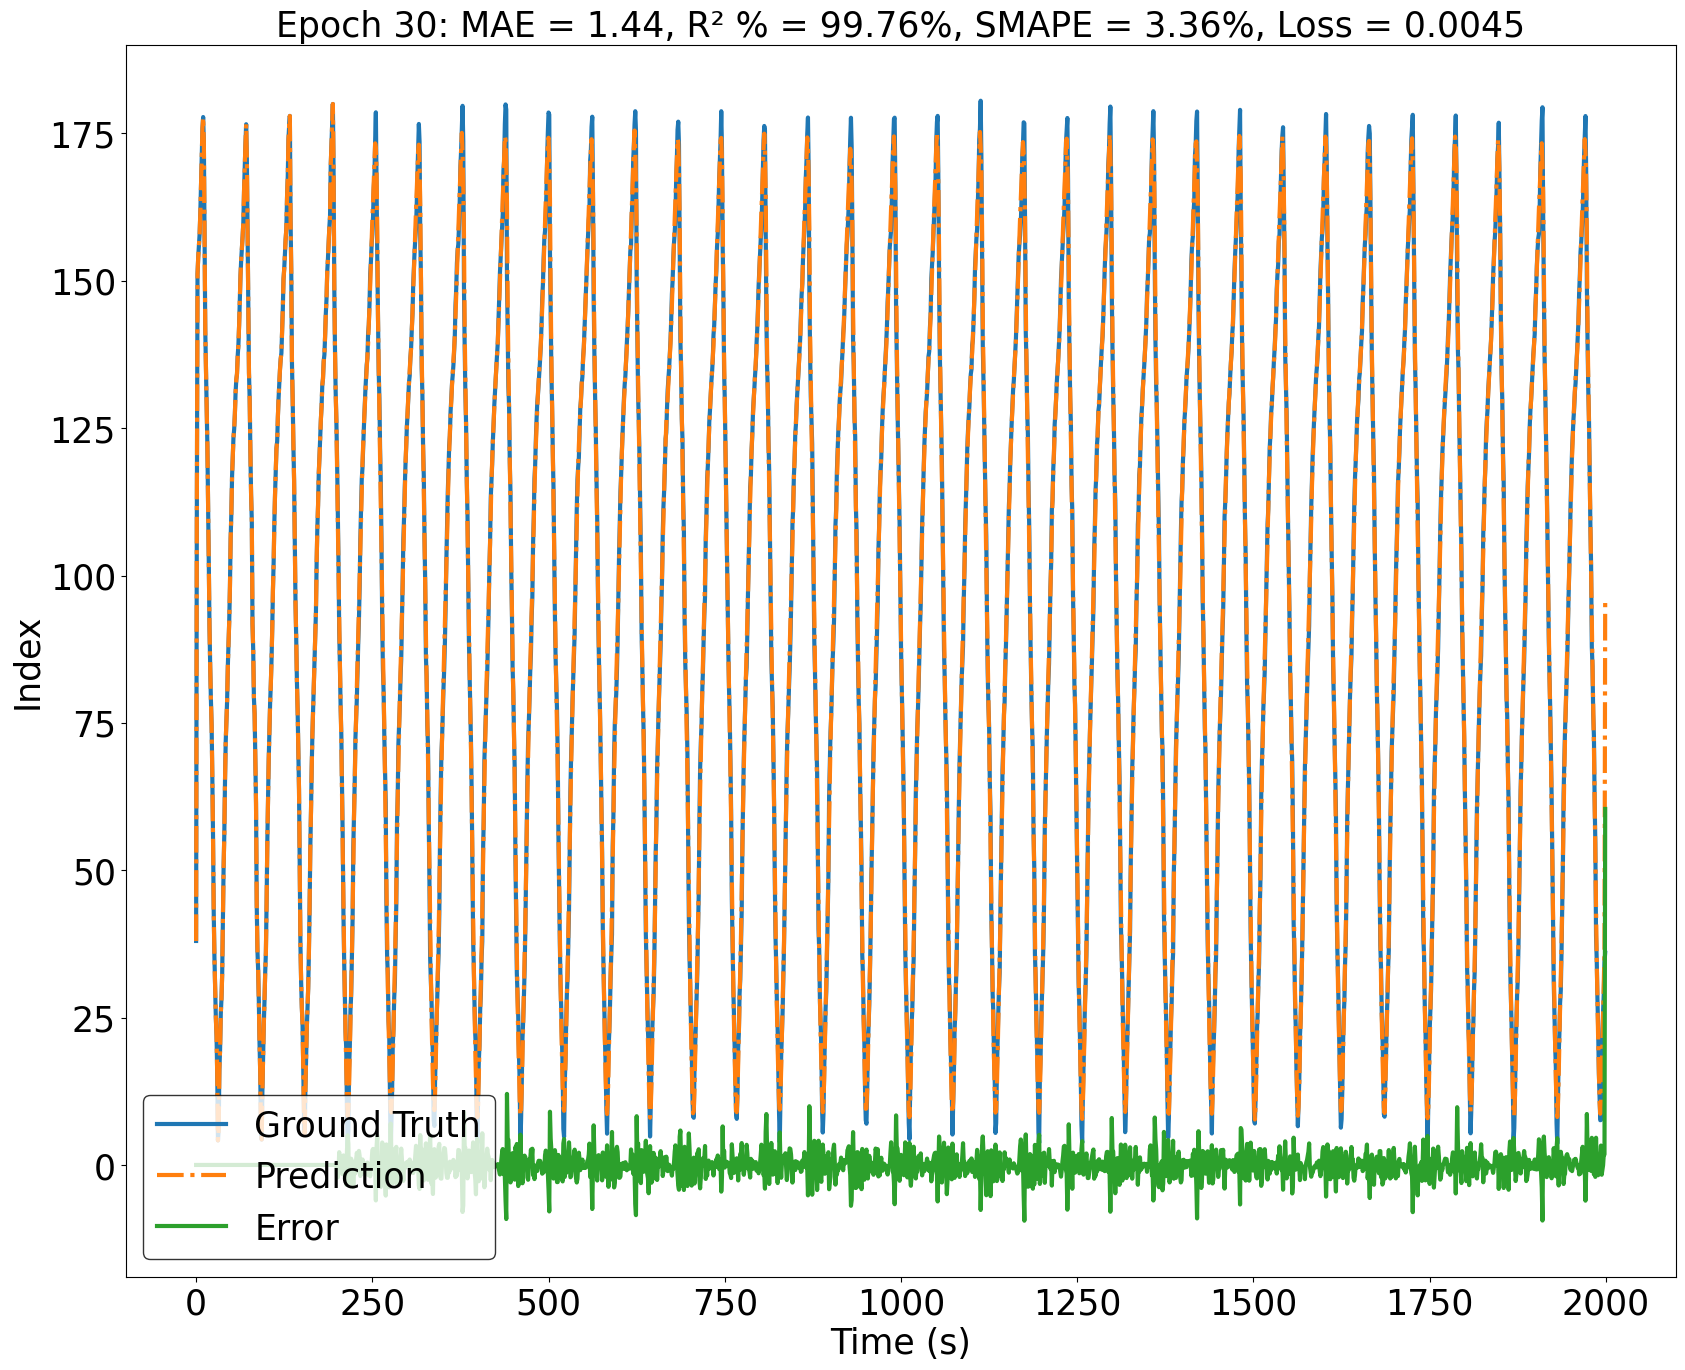 Epoch 30: MAE = 1.44, R² % = 99.76%, SMAPE = 3.36%, Loss = 0.0045
175
150
125
100
75
50
25
0
Index
Ground Truth
Prediction
Error
0 250 500 750 1000 1250 1500 1750 2000
Time (s)